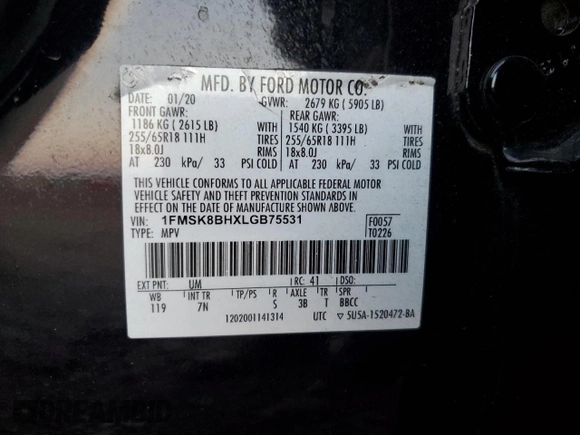 MFD. BY FORD MOTOR CO.
DATE: 01/20 GVWR: 2679 KG ( 5905 LB)
FRONT GAWR: REAR GAWR:
1186 KG ( 2615 LB) WITH 1540 KG ( 3395 LB) WITH
255/65R18 111H TIRES 255/65R18 111H TIRES
18x8.0J RIMS 18x8.0J RIMS
AT 230 kPa/ 33 PSI COLD AT 230 kPa/ 33 PSI COLD
THIS VEHICLE CONFORMS TO ALL APPLICABLE FEDERAL MOTOR
VEHICLE SAFETY AND THEFT PREVENTION STANDARDS IN
EFFECT ON THE DATE OF MANUFACTURE SHOWN ABOVE.
VIN: 1FMSK8BHXLGB75531 F0057
TYPE: MPV T0226
EXT PNT: UM RC: 41 DSO:
WB INT TR TP/PS R AXLE TR SPR
119 7N S 3B T BBCC
1202001141314 UTC ▽ 5U5A-1520472-BA
DREAMBID